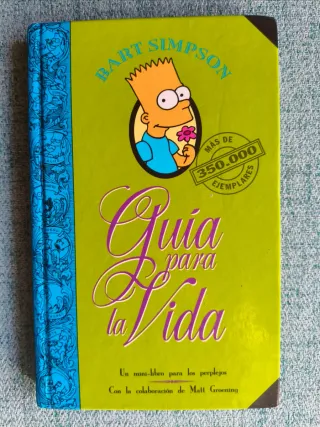 BART SIMPSON
MAS DE
350.000
EJEMPLARES
Guía
para
la Vida
Un mini-libro para los perplejos
Con la colaboración de Matt Groening